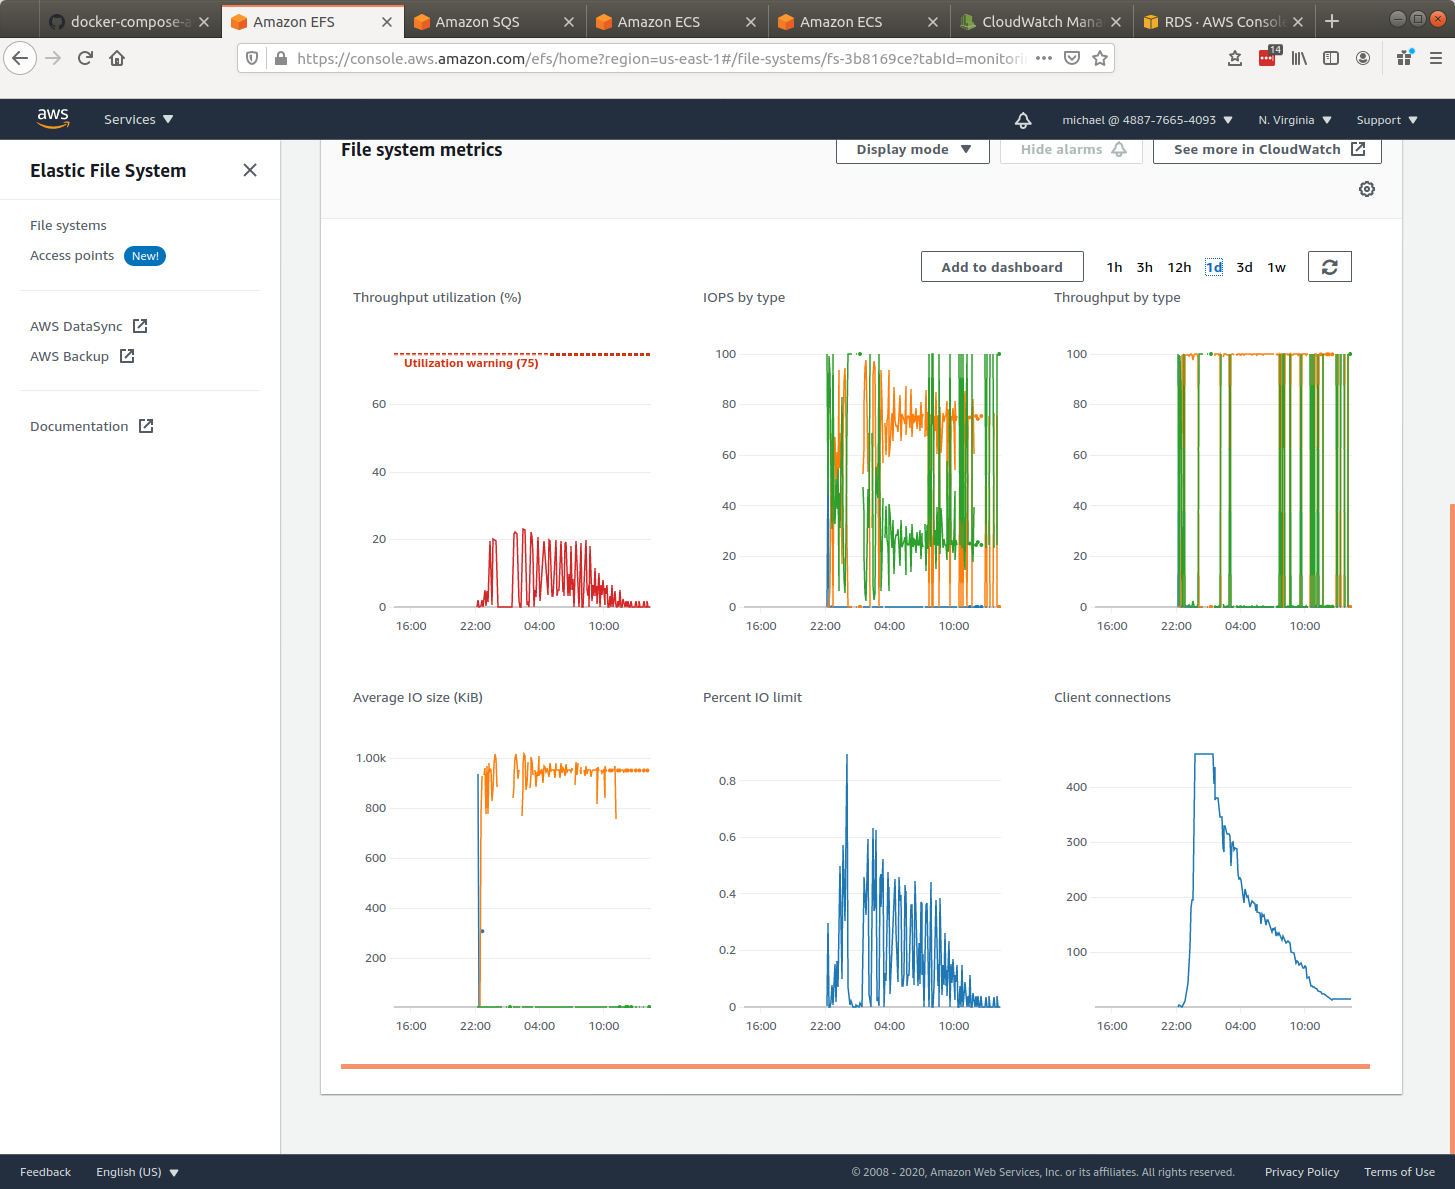 docker-compose-a
Amazon EFS
Amazon SQS
Amazon ECS
Amazon ECS
CloudWatch Mana
RDS · AWS Console
https://console.aws.amazon.com/efs/home?region=us-east-1#/file-systems/fs-3b8169ce?tabId=monitorin
14
aws
Services
michael @ 4887-7665-4093
N. Virginia
Support
Elastic File System
File systems
Access points New!
AWS DataSync
AWS Backup
Documentation
File system metrics
Display mode
Hide alarms
See more in CloudWatch
Add to dashboard
1h 3h 12h 1d 3d 1w
Throughput utilization (%)
Utilization warning (75)
60
40
20
0
16:00 22:00 04:00 10:00
IOPS by type
100
80
60
40
20
0
16:00 22:00 04:00 10:00
Throughput by type
100
80
60
40
20
0
16:00 22:00 04:00 10:00
Average IO size (KiB)
1.00k
800
600
400
200
16:00 22:00 04:00 10:00
Percent IO limit
0.8
0.6
0.4
0.2
0
16:00 22:00 04:00 10:00
Client connections
400
300
200
100
16:00 22:00 04:00 10:00
Feedback
English (US)
© 2008 - 2020, Amazon Web Services, Inc. or its affiliates. All rights reserved.
Privacy Policy
Terms of Use